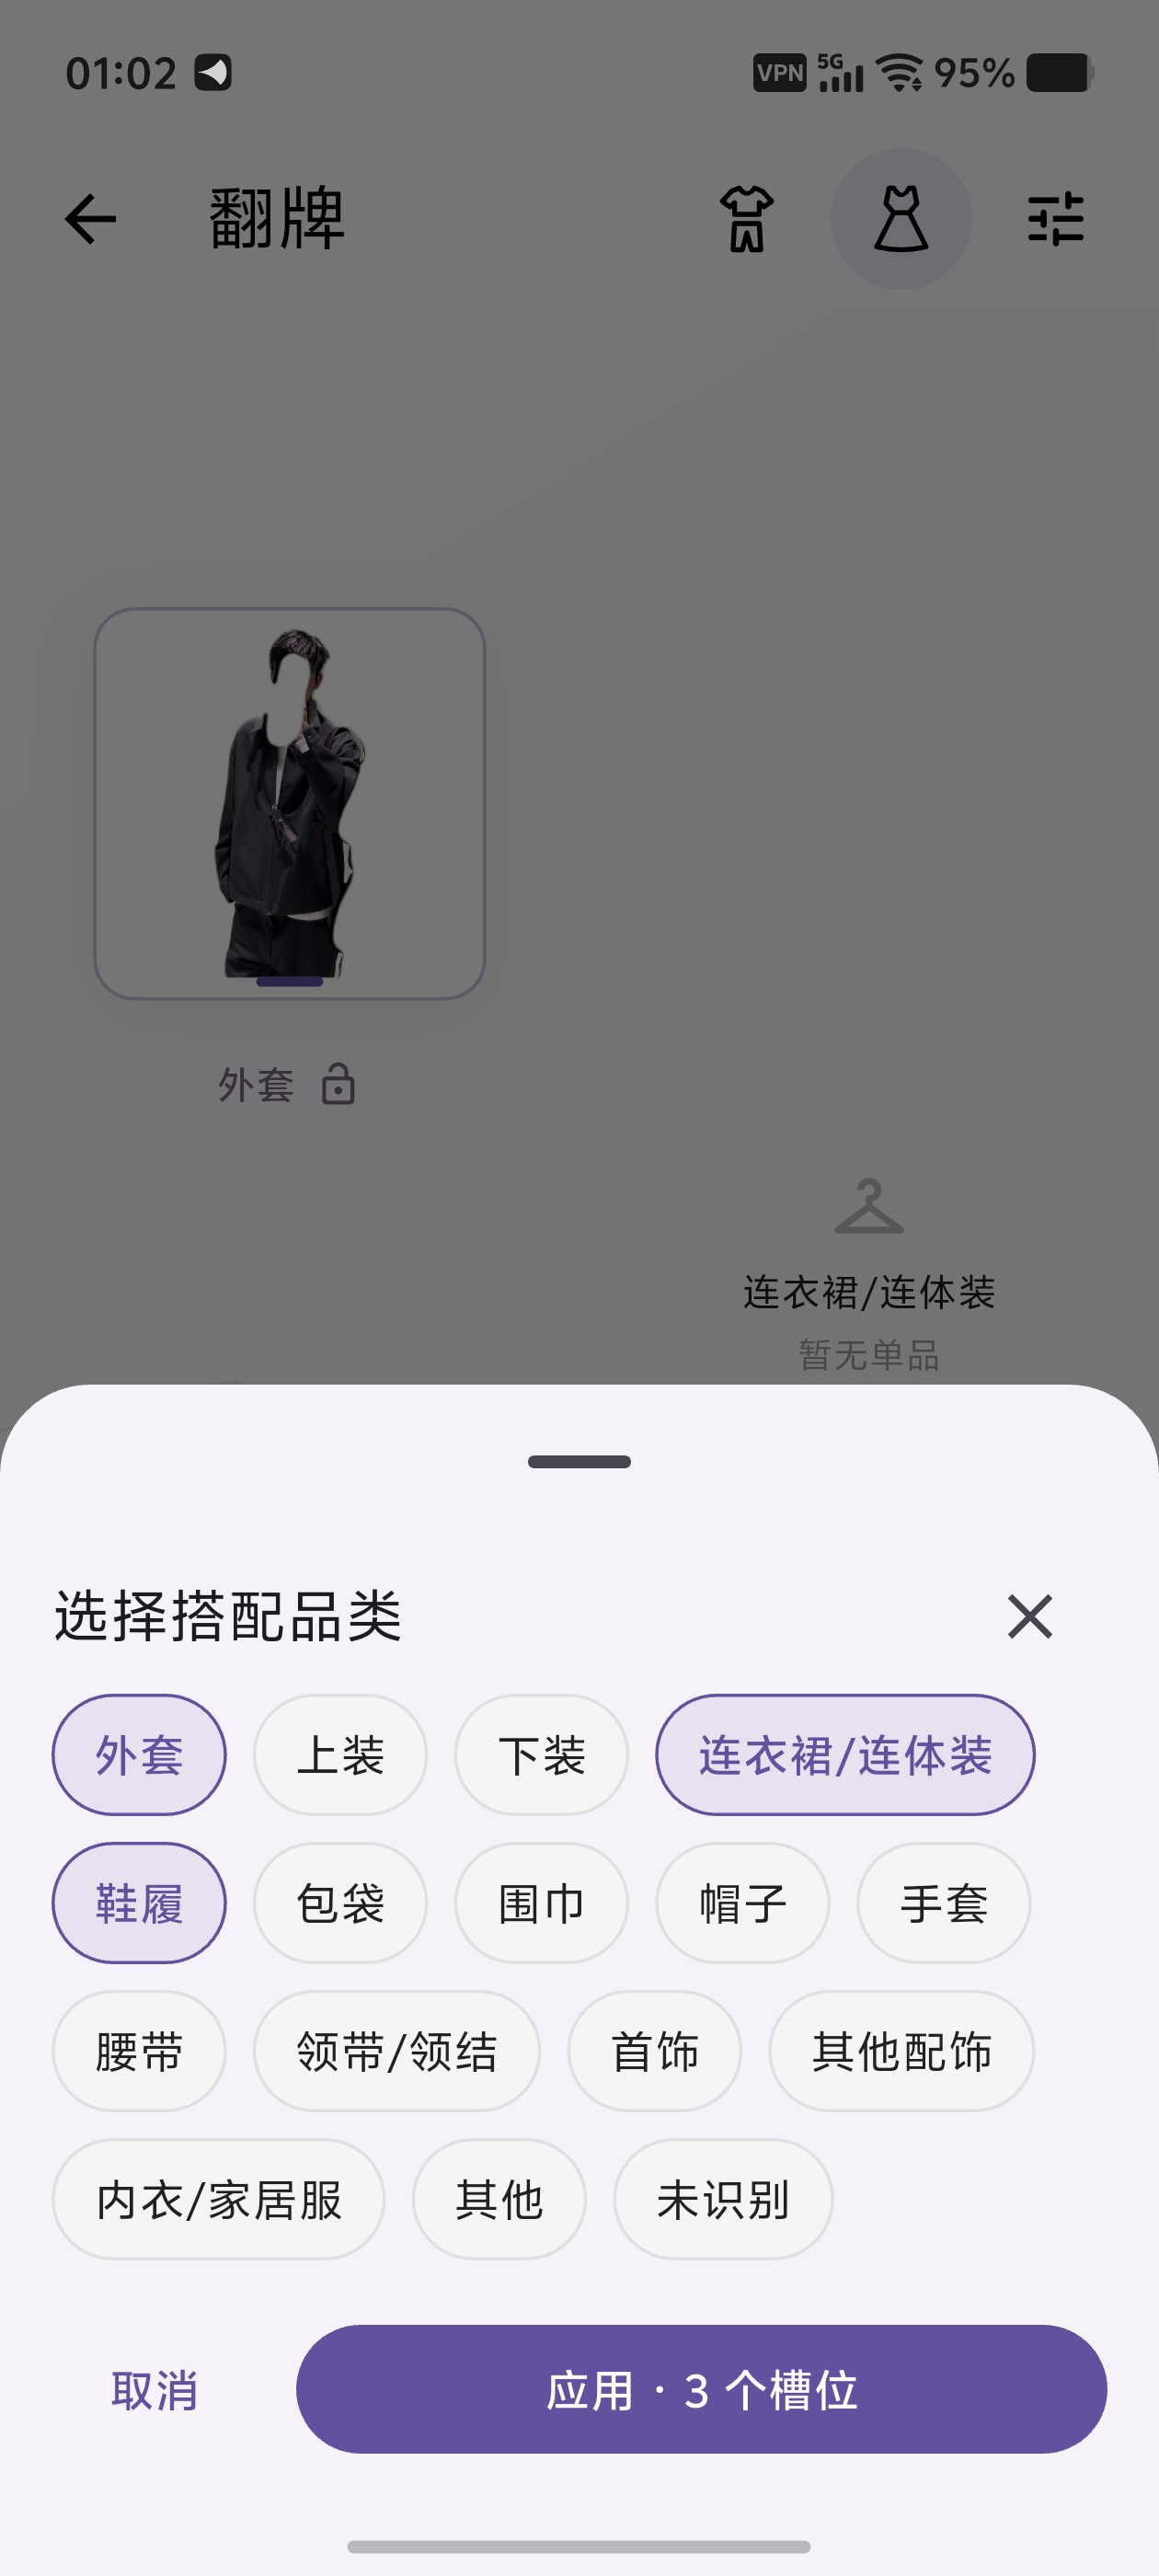 01:02 VPN 5G 95%
翻牌
外套
连衣裙/连体装
暂无单品
选择搭配品类
外套 上装 下装 连衣裙/连体装
鞋履 包袋 围巾 帽子 手套
腰带 领带/领结 首饰 其他配饰
内衣/家居服 其他 未识别
取消 应用 · 3 个槽位